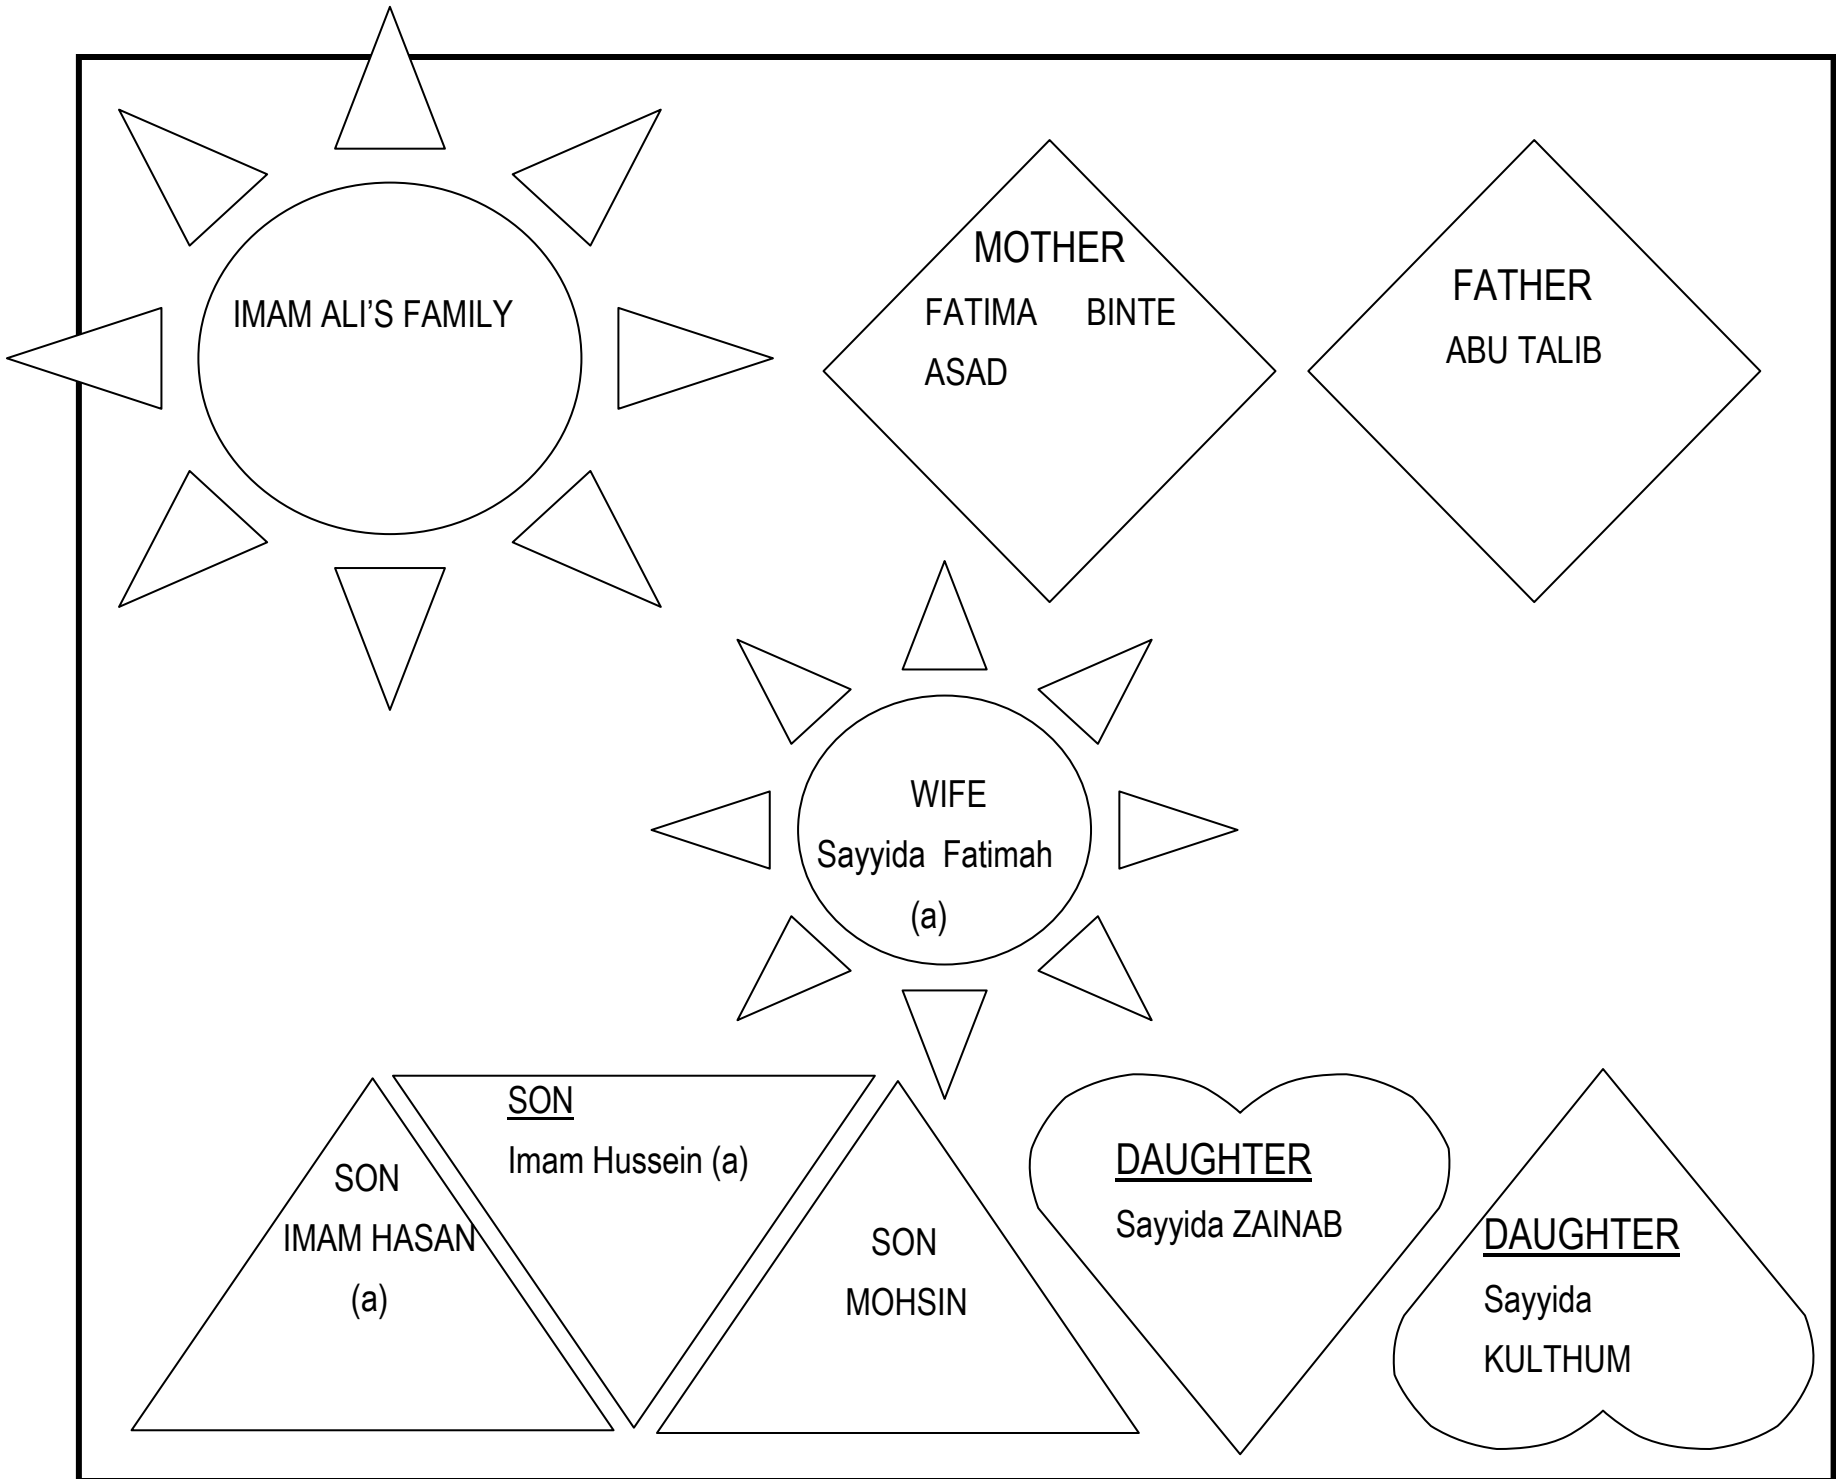 IMAM ALI’S FAMILY
MOTHER
FATIMA BINTE
ASAD
FATHER
ABU TALIB
WIFE
Sayyida Fatimah
(a)
SON
IMAM HASAN
(a)
SON
Imam Hussein (a)
SON
MOHSIN
DAUGHTER
Sayyida ZAINAB
DAUGHTER
Sayyida
KULTHUM